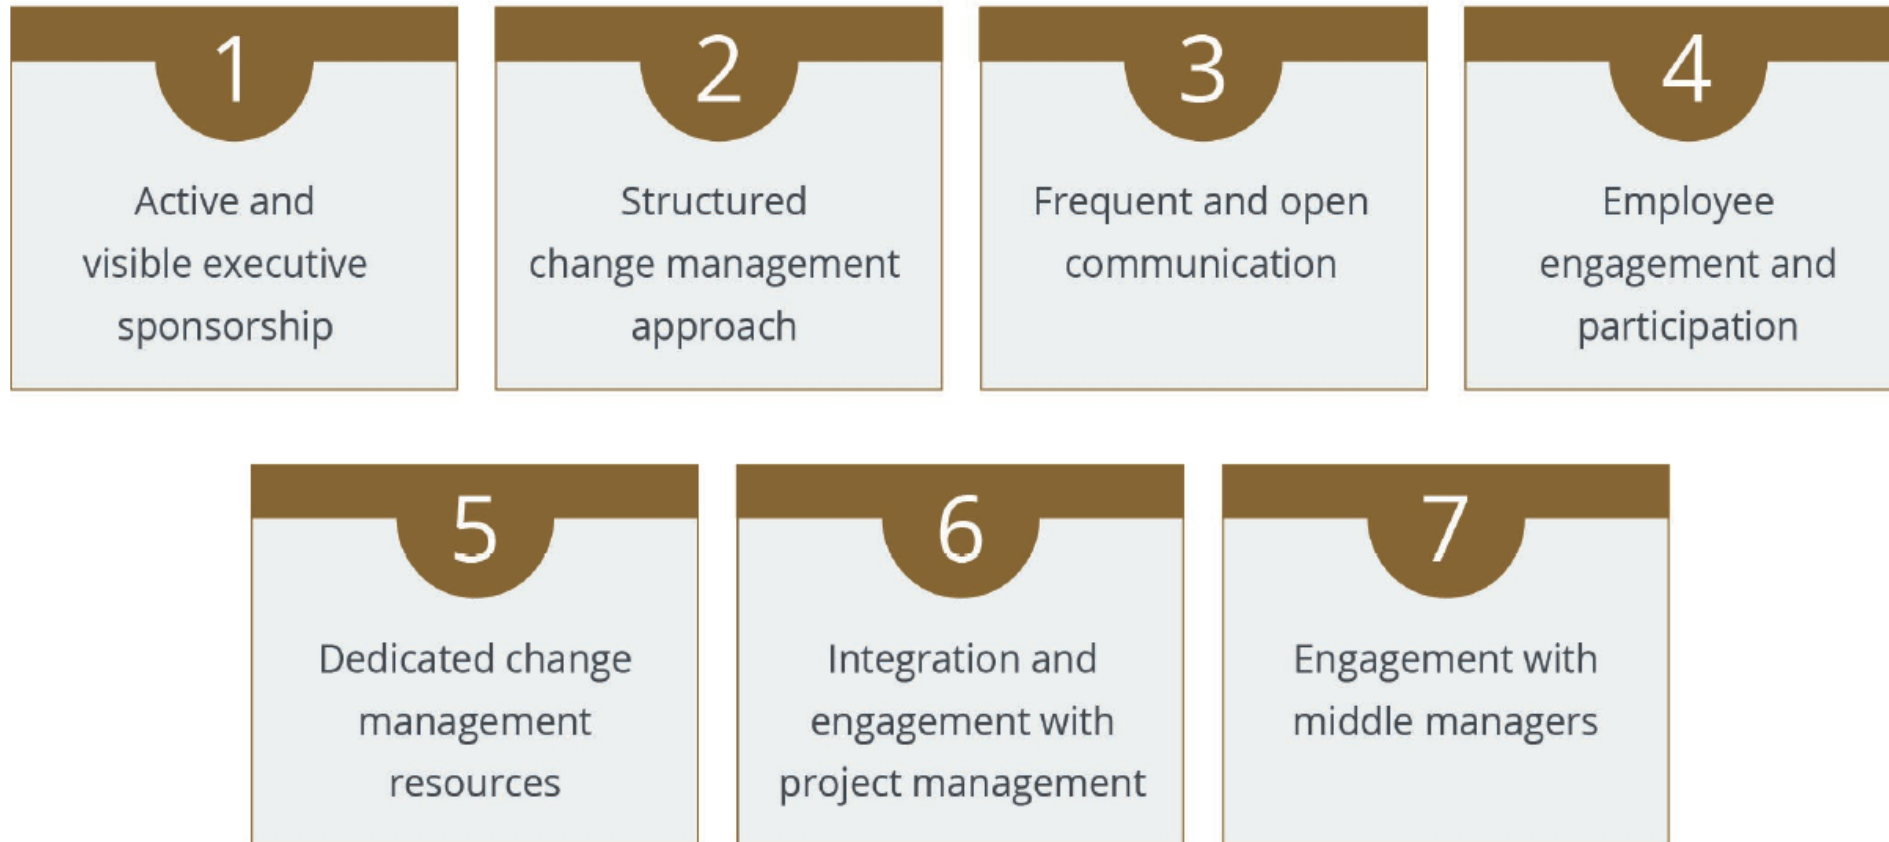 1
Active and
visible executive
sponsorship
2
Structured
change management
approach
3
Frequent and open
communication
4
Employee
engagement and
participation
5
Dedicated change
management
resources
6
Integration and
engagement with
project management
7
Engagement with
middle managers